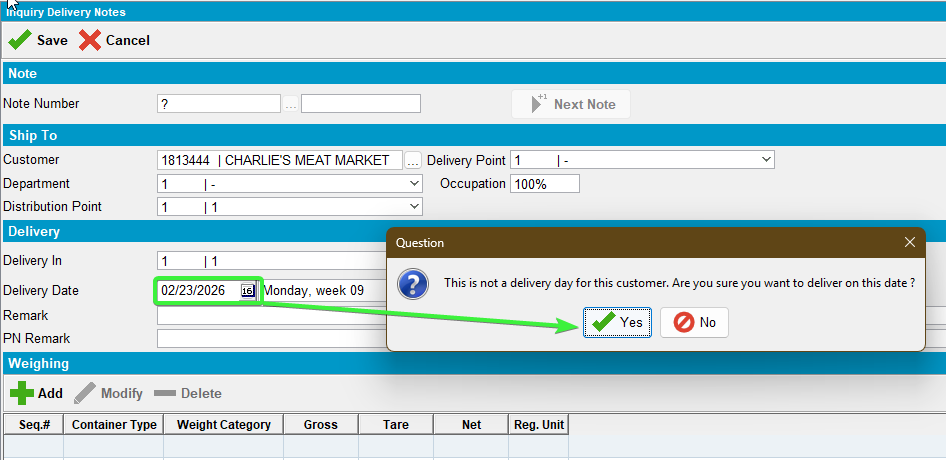 Inquiry Delivery Notes
Save Cancel
Note
Note Number ? ... +1 Next Note
Ship To
Customer 1813444 | CHARLIE'S MEAT MARKET ... Delivery Point 1 | -
Department 1 | - Occupation 100%
Distribution Point 1 | 1
Delivery
Question
Delivery In 1 | 1
This is not a delivery day for this customer. Are you sure you want to deliver on this date ?
Delivery Date 02/23/2026 16 Monday, week 09
Yes No
Remark
PN Remark
Weighing
Add Modify Delete
Seq.# Container Type Weight Category Gross Tare Net Reg. Unit